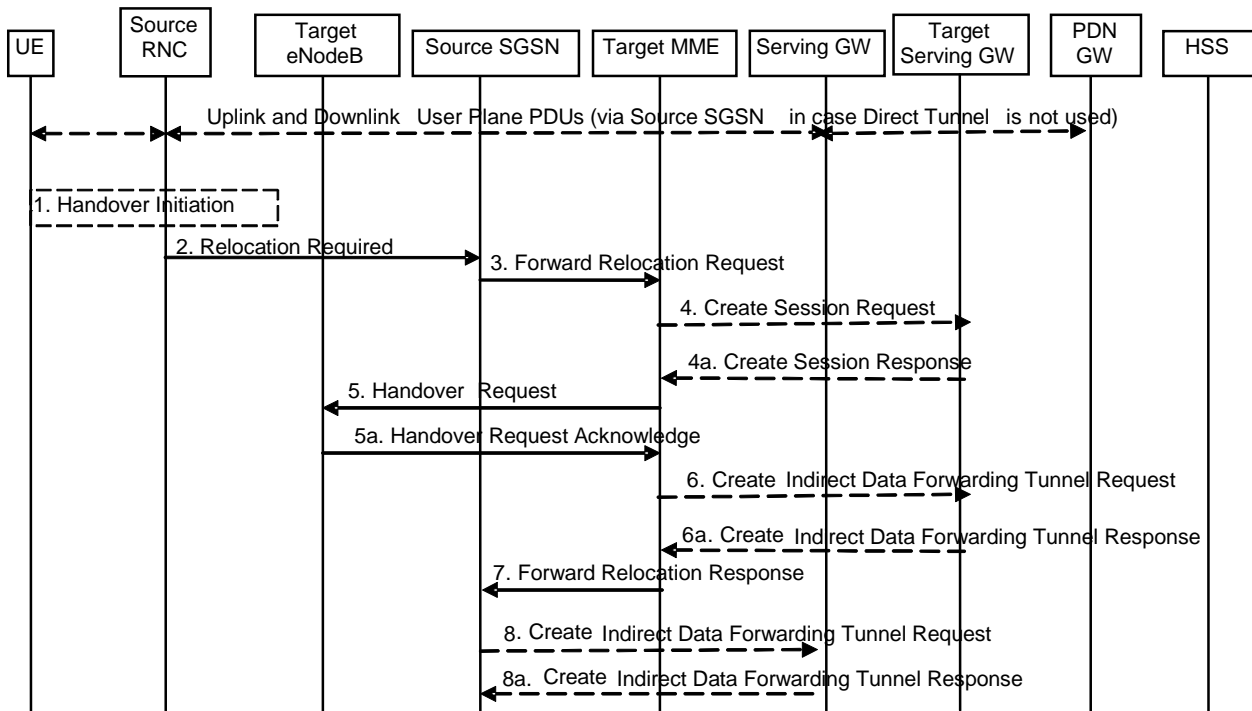 UE
Source
RNC
Target
eNodeB
Source SGSN
Target MME
Serving GW
Target
Serving GW
PDN
GW
HSS
Uplink and Downlink User Plane PDUs (via Source SGSN in case Direct Tunnel is not used)
1. Handover Initiation
2. Relocation Required
3. Forward Relocation Request
4. Create Session Request
4a. Create Session Response
5. Handover Request
5a. Handover Request Acknowledge
6. Create Indirect Data Forwarding Tunnel Request
6a. Create Indirect Data Forwarding Tunnel Response
7. Forward Relocation Response
8. Create Indirect Data Forwarding Tunnel Request
8a. Create Indirect Data Forwarding Tunnel Response